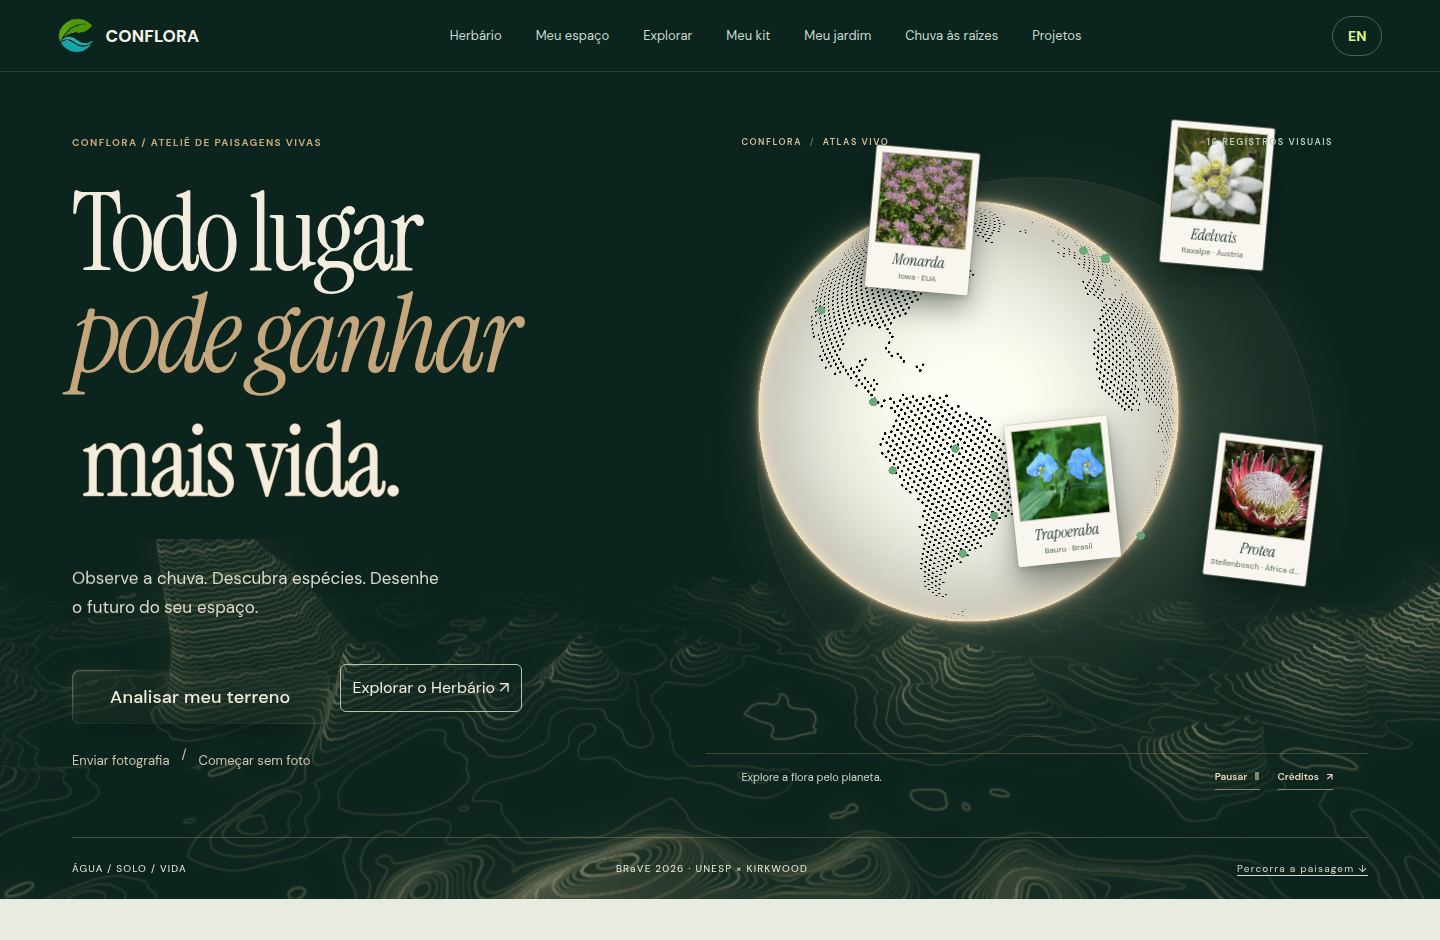 CONFLORA
Herbário
Meu espaço
Explorar
Meu kit
Meu jardim
Chuva às raízes
Projetos
EN
CONFLORA / ATELIÊ DE PAISAGENS VIVAS
Todo lugar
pode ganhar
mais vida.
Observe a chuva. Descubra espécies. Desenhe
o futuro do seu espaço.
Analisar meu terreno
Explorar o Herbário ↗
Enviar fotografia / Começar sem foto
CONFLORA / ATLAS VIVO
REGISTROS VISUAIS
Monarda
Iowa · EUA
Edelvais
Raxalpe · Áustria
Trapoeraba
Bauru · Brasil
Protea
Stellenbosch · África d...
Explore a flora pelo planeta.
Pausar
Créditos ↗
ÁGUA / SOLO / VIDA
BRaVE 2026 · UNESP × KIRKWOOD
Percorra a paisagem ↓